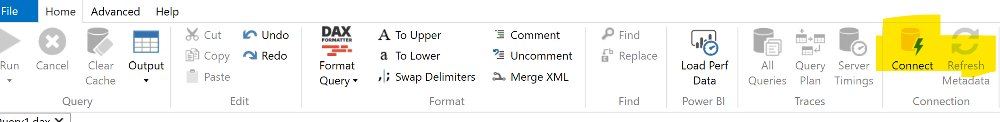 File Home Advanced Help
Run Cancel Clear Cache Output
Cut Copy Paste Undo Redo
DAX
FORMATTER
Format Query
A To Upper
a To Lower
,|; Swap Delimiters
Comment
Uncomment
Merge XML
Find
Replace
Load Perf Data
All Queries
Query Plan
Server Timings
Connect
Refresh Metadata
Query Edit Format Find Power BI Traces Connection
Query1.dax